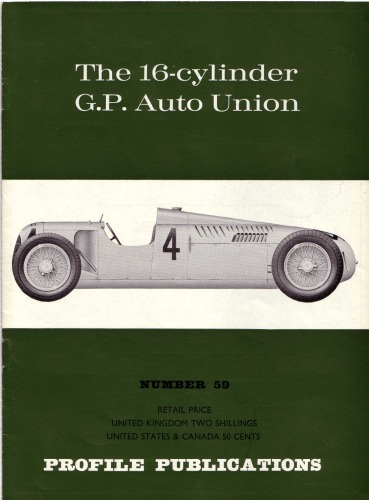 The 16-cylinder
G.P. Auto Union
4
NUMBER 59
RETAIL PRICE
UNITED KINGDOM TWO SHILLINGS
UNITED STATES & CANADA 50 CENTS
PROFILE PUBLICATIONS